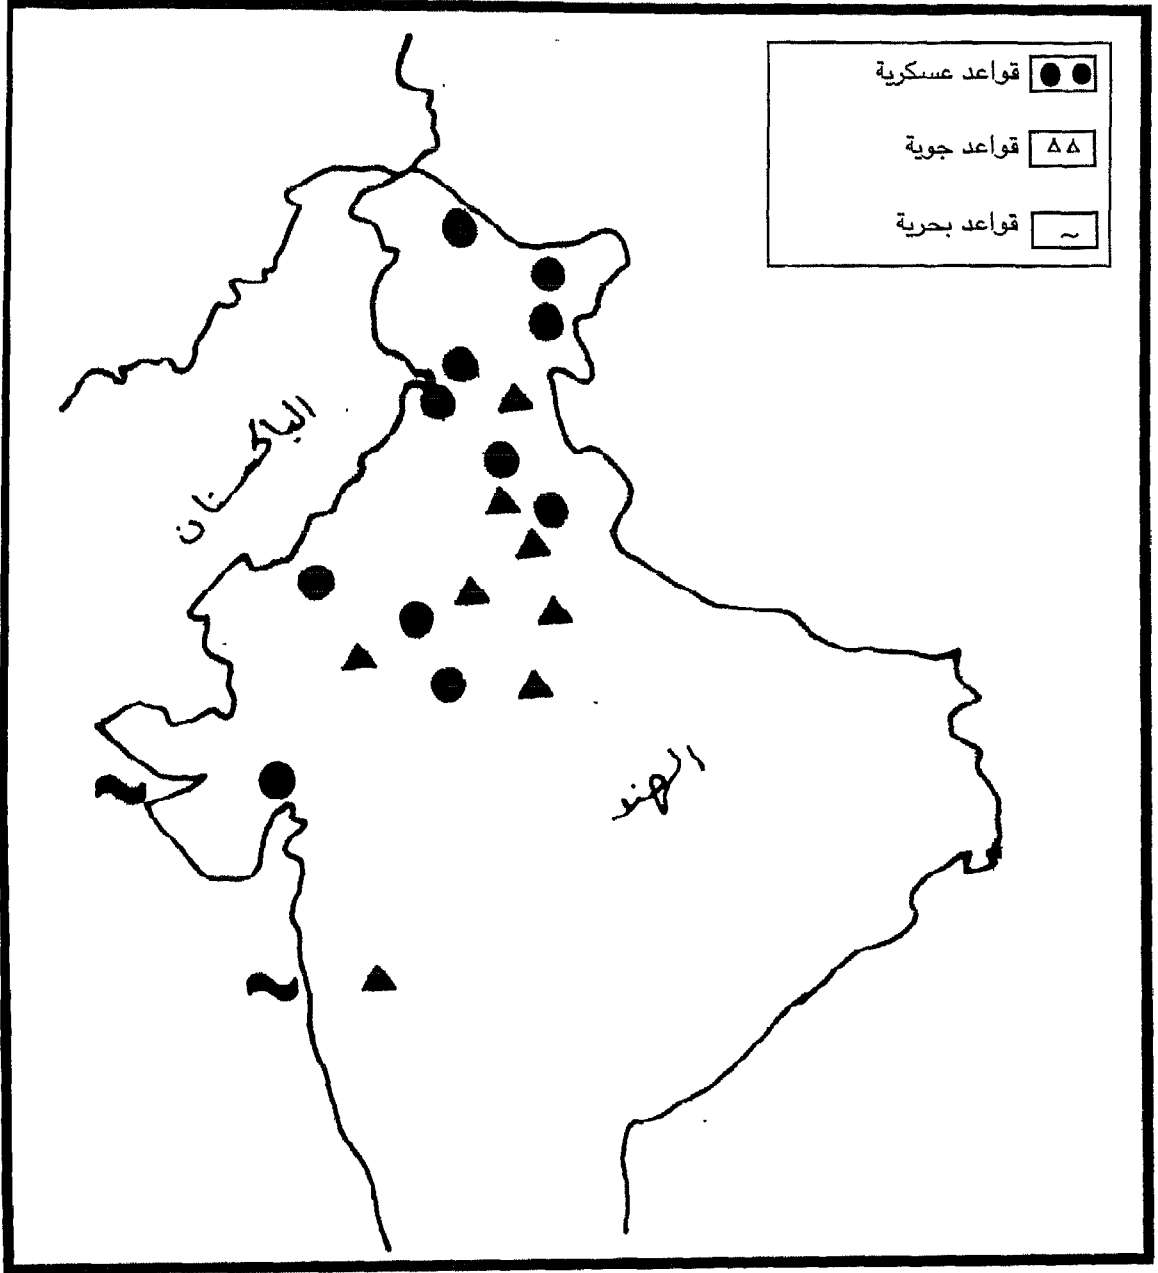 قواعد عسكرية
قواعد جوية
قواعد بحرية
الباكستان
الهند